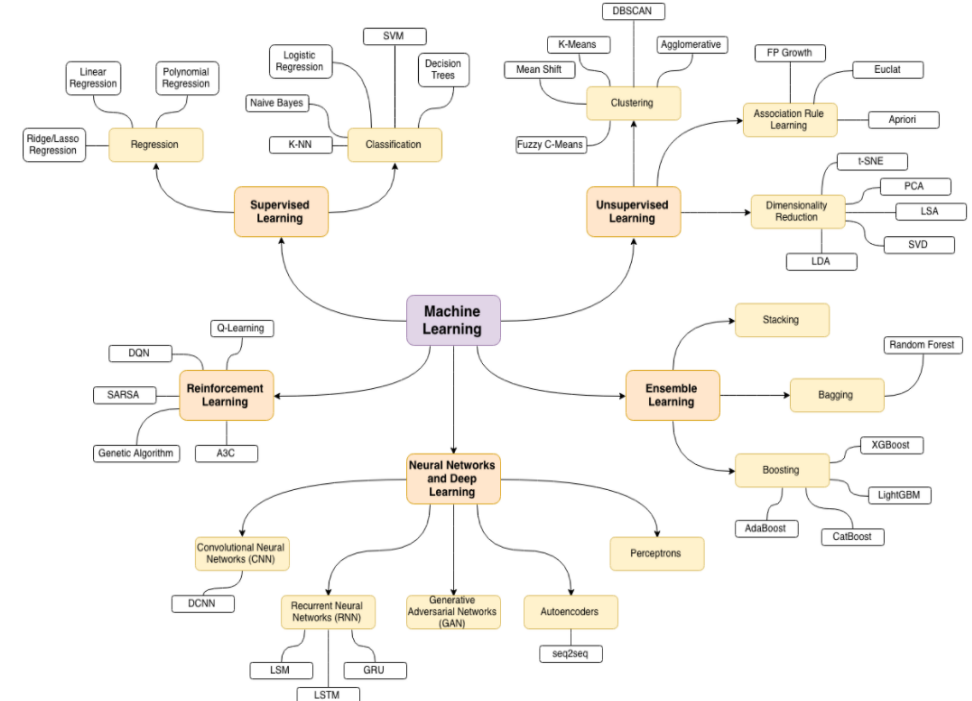 DBSCAN
SVM
K-Means
Agglomerative
Logistic
Regression
FP Growth
Linear
Regression
Polynomial
Regression
Decision
Trees
Mean Shift
Euclat
Clustering
Naive Bayes
Association Rule
Learning
Apriori
Ridge/Lasso
Regression
Regression
K-NN
Classification
Fuzzy C-Means
t-SNE
PCA
Supervised
Learning
Unsupervised
Learning
Dimensionality
Reduction
LSA
SVD
LDA
Machine
Learning
Stacking
Q-Learning
Random Forest
DQN
Reinforcement
Learning
SARSA
Ensemble
Learning
Bagging
Genetic Algorithm
A3C
XGBoost
Neural Networks
and Deep
Learning
Boosting
LightGBM
AdaBoost
CatBoost
Convolutional Neural
Networks (CNN)
Perceptrons
DCNN
Recurrent Neural
Networks (RNN)
Generative
Adversarial Networks
(GAN)
Autoencoders
seq2seq
LSM
GRU
LSTM